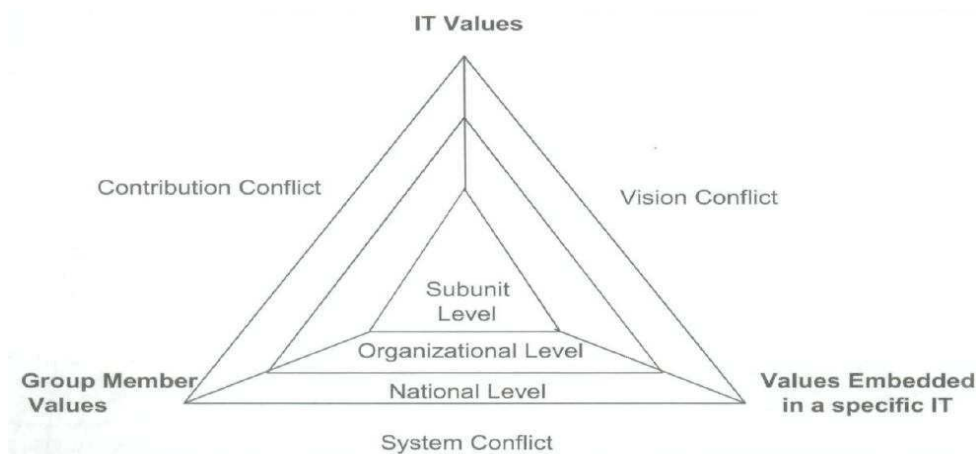 IT Values
Contribution Conflict
Vision Conflict
Subunit
Level
Organizational Level
National Level
Group Member
Values
Values Embedded
in a specific IT
System Conflict